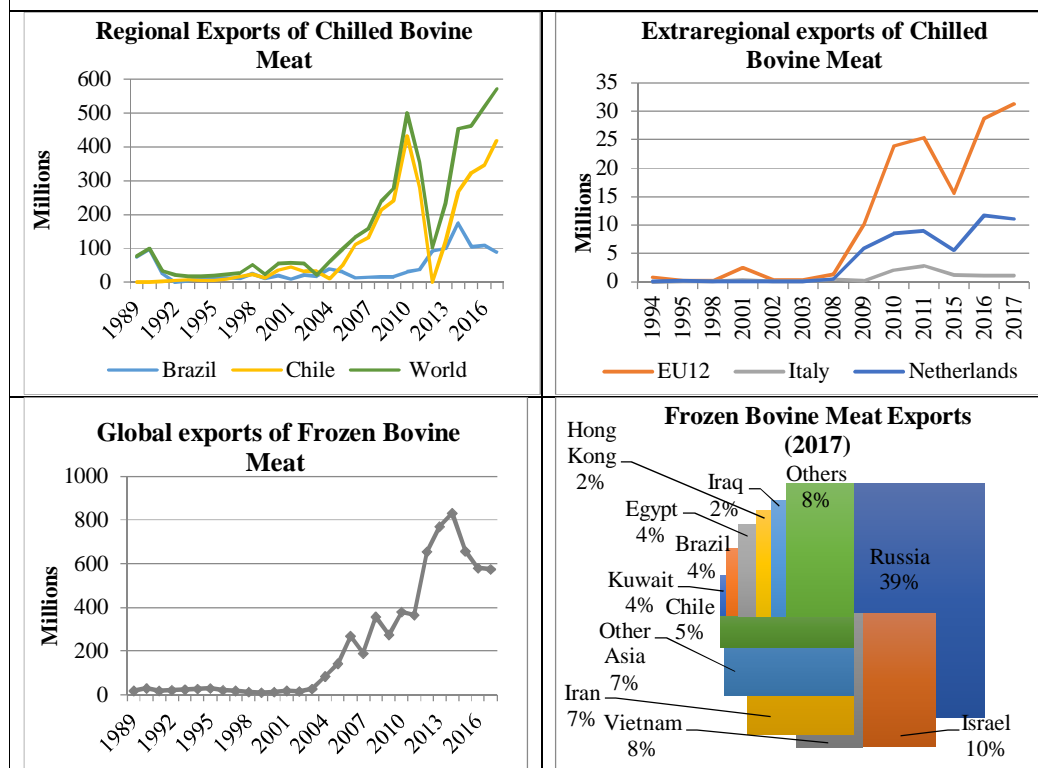 Regional Exports of Chilled Bovine
Meat
600
500
400
300
200
100
0
Millions
1989
1992
1995
1998
2001
2004
2007
2010
2013
2016
Brazil
Chile
World
Extraregional exports of Chilled
Bovine Meat
35
30
25
20
15
10
5
0
Millions
1994
1995
1998
2001
2002
2003
2008
2009
2010
2011
2015
2016
2017
EU12
Italy
Netherlands
Global exports of Frozen Bovine
Meat
1000
800
600
400
200
0
Millions
1989
1992
1995
1998
2001
2004
2007
2010
2013
2016
Frozen Bovine Meat Exports
(2017)
Hong
Kong
2%
Iraq
2%
Others
8%
Egypt
4%
Brazil
4%
Russia
39%
Kuwait
4%
Chile
5%
Other
Asia
7%
Iran
7%
Vietnam
8%
Israel
10%